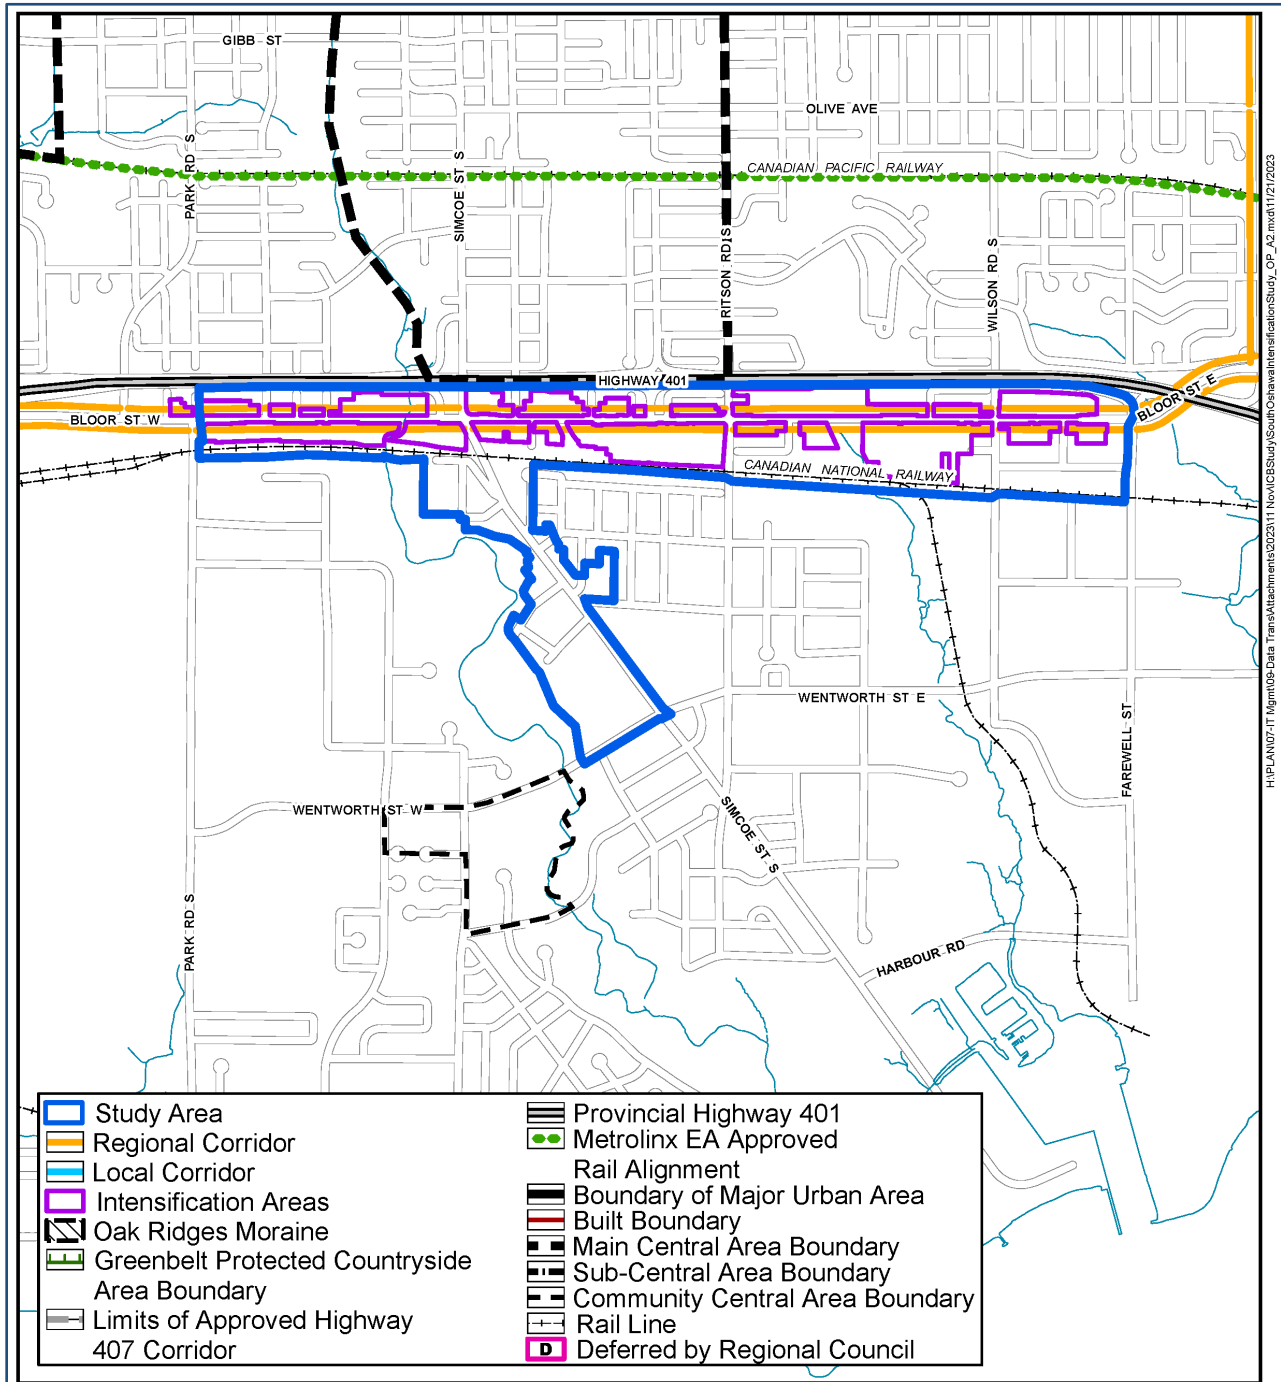 GIBB ST
OLIVE AVE
CANADIAN PACIFIC RAILWAY
PARK RD S
SIMCOE ST S
RITSON RD S
WILSON RD S
HIGHWAY 401
BLOOR ST W
BLOOR ST E
CANADIAN NATIONAL RAILWAY
WENTWORTH ST E
FAREWELL ST
WENTWORTH ST W
SIMCOE ST S
PARK RD S
HARBOUR RD
Study Area
Regional Corridor
Local Corridor
Intensification Areas
Oak Ridges Moraine
Greenbelt Protected Countryside
Area Boundary
Limits of Approved Highway
407 Corridor
Provincial Highway 401
Metrolinx EA Approved
Rail Alignment
Boundary of Major Urban Area
Built Boundary
Main Central Area Boundary
Sub-Central Area Boundary
Community Central Area Boundary
Rail Line
D Deferred by Regional Council
H:\PLAN\07-IT Mgmt\09-Data Trans\Attachments\2023\11 Nov\ICBStudy\SouthOshawaIntensificationStudy_OP_A2.mxd\11/21/2023